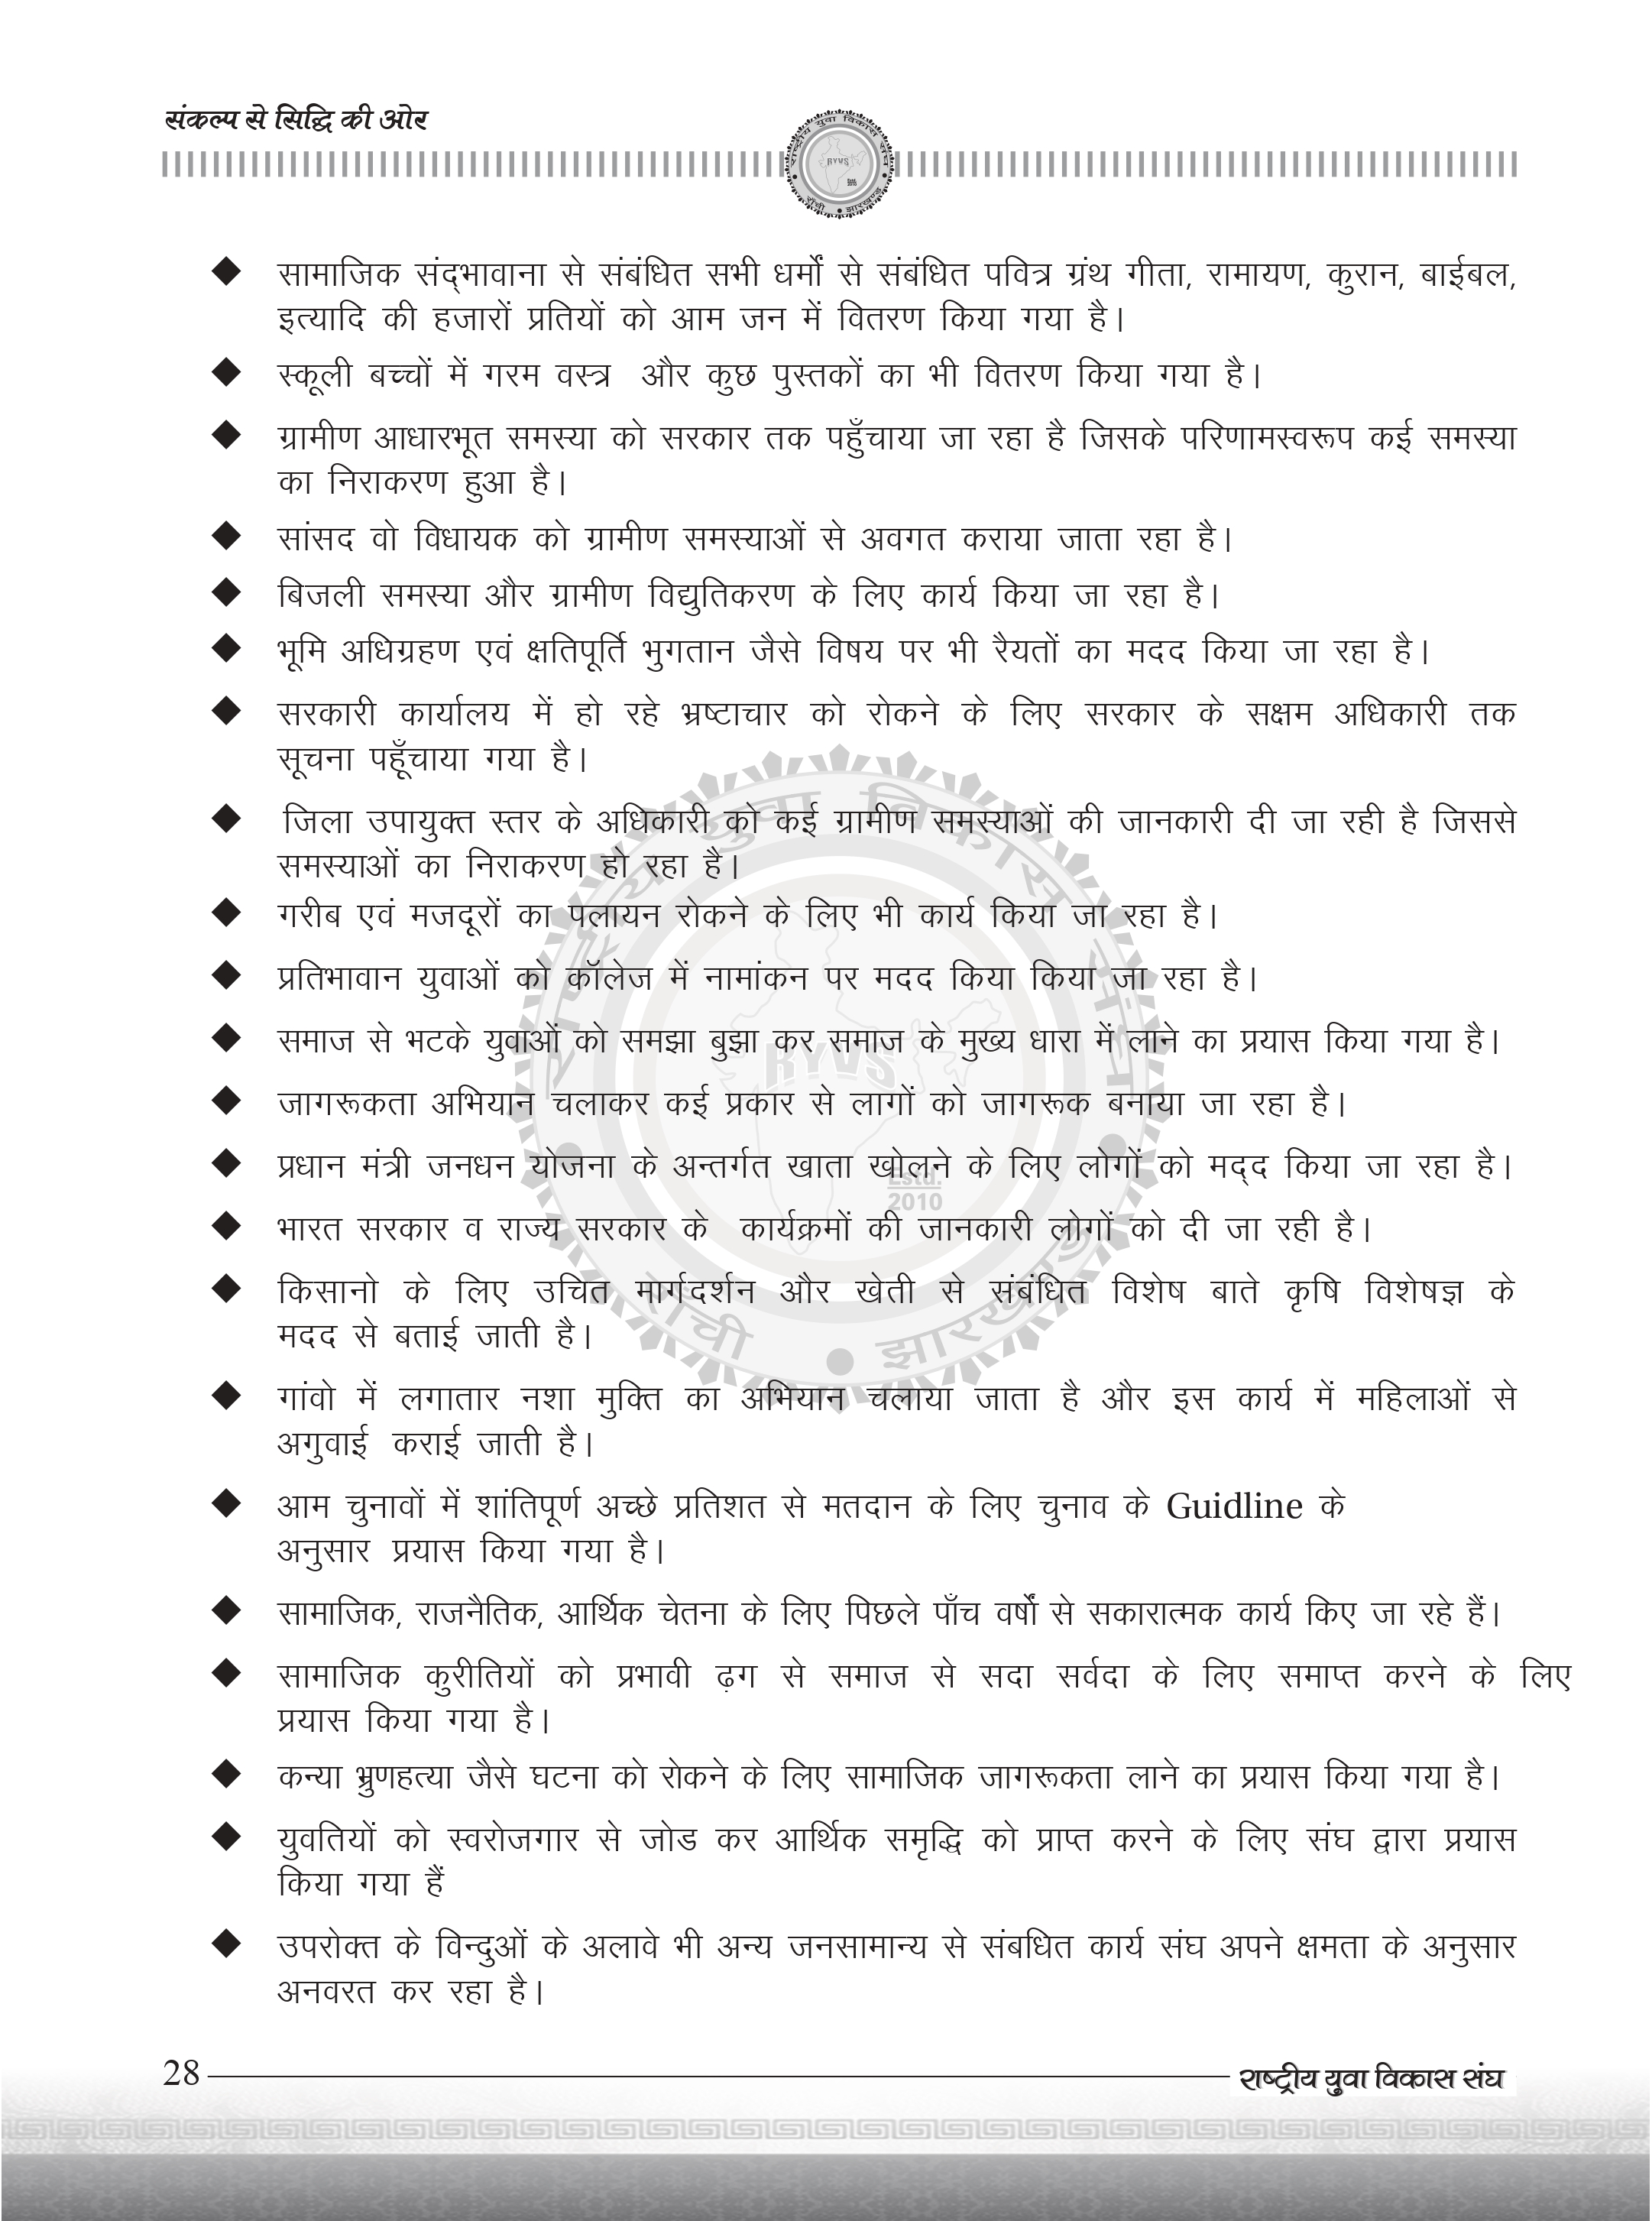 संकल्प से सिद्धि की ओर
राष्ट्रीय युवा विकास संघ
RYVS
राँची • झारखण्ड
सामाजिक संद्भावाना से संबंधित सभी धर्मों से संबंधित पवित्र ग्रंथ गीता, रामायण, कुरान, बाईबल,
इत्यादि की हजारों प्रतियों को आम जन में वितरण किया गया है।
स्कूली बच्चों में गरम वस्त्र और कुछ पुस्तकों का भी वितरण किया गया है।
ग्रामीण आधारभूत समस्या को सरकार तक पहुँचाया जा रहा है जिसके परिणामस्वरूप कई समस्या
का निराकरण हुआ है।
सांसद वो विधायक को ग्रामीण समस्याओं से अवगत कराया जाता रहा है।
बिजली समस्या और ग्रामीण विद्युतिकरण के लिए कार्य किया जा रहा है।
भूमि अधिग्रहण एवं क्षतिपूर्ति भुगतान जैसे विषय पर भी रैयतों का मदद किया जा रहा है।
सरकारी कार्यालय में हो रहे भ्रष्टाचार को रोकने के लिए सरकार के सक्षम अधिकारी तक
सूचना पहूँचाया गया है।
जिला उपायुक्त स्तर के अधिकारी को कई ग्रामीण समस्याओं की जानकारी दी जा रही है जिससे
समस्याओं का निराकरण हो रहा है।
गरीब एवं मजदूरों का पलायन रोकने के लिए भी कार्य किया जा रहा है।
प्रतिभावान युवाओं को कॉलेज में नामांकन पर मदद किया किया जा रहा है।
समाज से भटके युवाओं को समझा बुझा कर समाज के मुख्य धारा में लाने का प्रयास किया गया है।
जागरूकता अभियान चलाकर कई प्रकार से लागों को जागरूक बनाया जा रहा है।
प्रधान मंत्री जनधन योजना के अन्तर्गत खाता खोलने के लिए लोगों को मद्द किया जा रहा है।
भारत सरकार व राज्य सरकार के कार्यक्रमों की जानकारी लोगों को दी जा रही है।
किसानो के लिए उचित मार्गदर्शन और खेती से संबंधित विशेष बाते कृषि विशेषज्ञ के
मदद से बताई जाती है।
गांवो में लगातार नशा मुक्ति का अभियान चलाया जाता है और इस कार्य में महिलाओं से
अगुवाई कराई जाती है।
आम चुनावों में शांतिपूर्ण अच्छे प्रतिशत से मतदान के लिए चुनाव के Guidline के
अनुसार प्रयास किया गया है।
सामाजिक, राजनैतिक, आर्थिक चेतना के लिए पिछले पाँच वर्षों से सकारात्मक कार्य किए जा रहे हैं।
सामाजिक कुरीतियों को प्रभावी ढ़ग से समाज से सदा सर्वदा के लिए समाप्त करने के लिए
प्रयास किया गया है।
कन्या भ्रुणहत्या जैसे घटना को रोकने के लिए सामाजिक जागरूकता लाने का प्रयास किया गया है।
युवतियों को स्वरोजगार से जोड कर आर्थिक समृद्धि को प्राप्त करने के लिए संघ द्वारा प्रयास
किया गया हैं
उपरोक्त के विन्दुओं के अलावे भी अन्य जनसामान्य से संबधित कार्य संघ अपने क्षमता के अनुसार
अनवरत कर रहा है।
राष्ट्रीय युवा विकास संघ
RYVS
Estd.
2010
राँची • झारखण्ड
28
राष्ट्रीय युवा विकास संघ